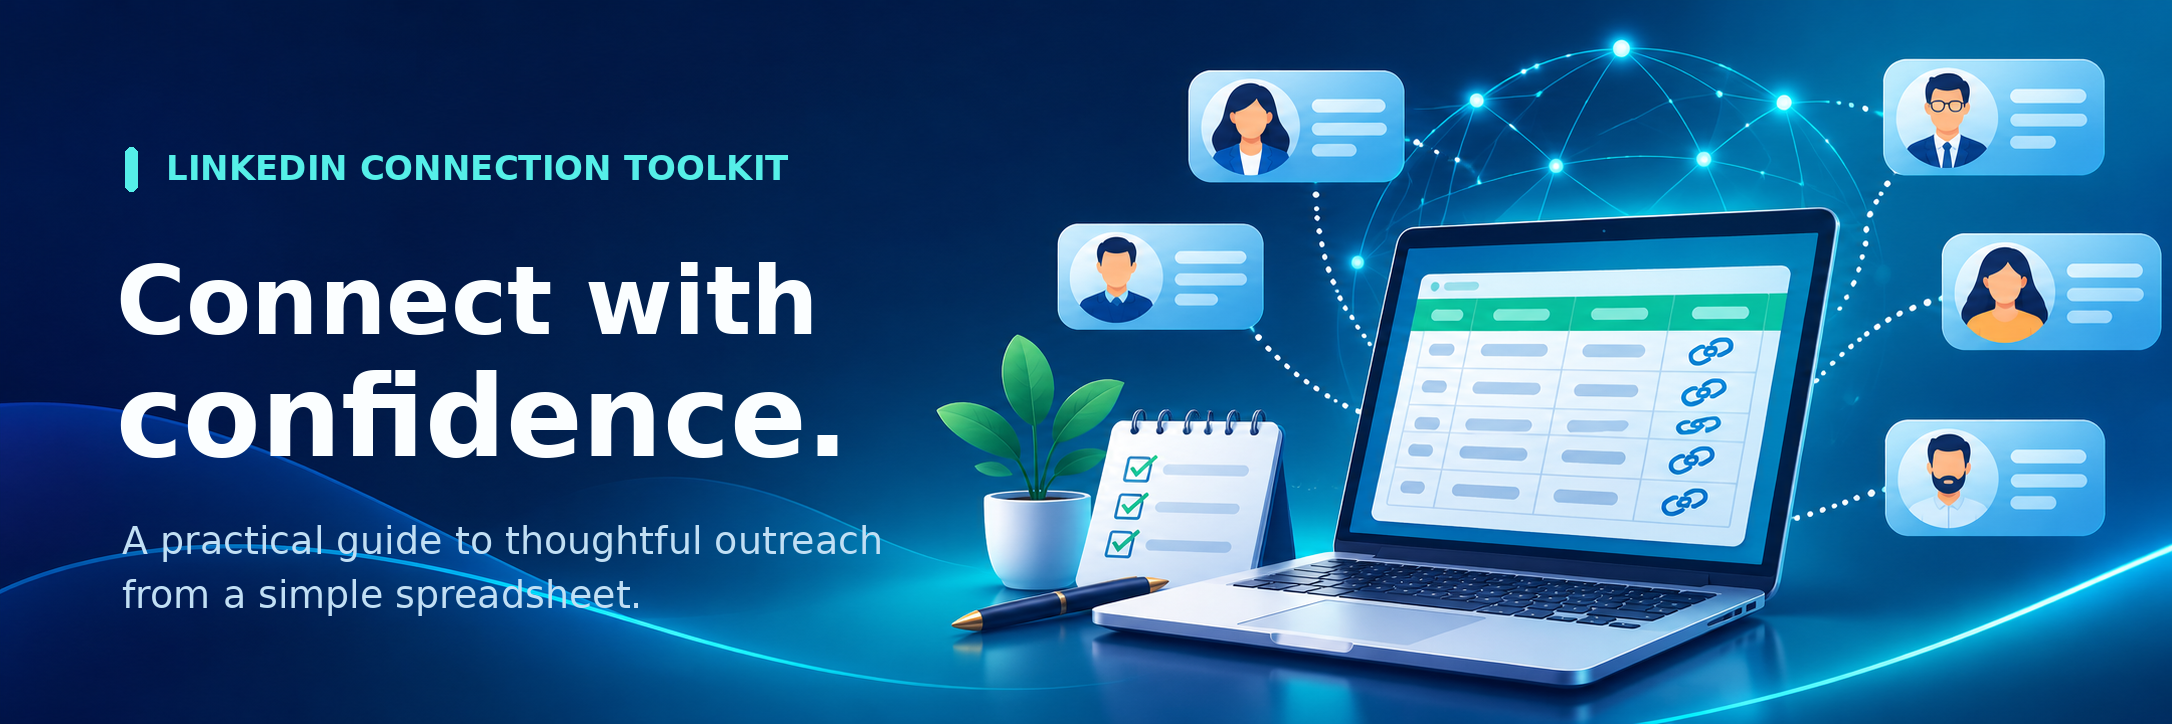 LINKEDIN CONNECTION TOOLKIT
Connect with
confidence.
A practical guide to thoughtful outreach
from a simple spreadsheet.